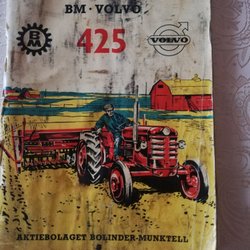 BM · VOLVO
BM
425
VOLVO
AKTIEBOLAGET BOLINDER-MUNKTELL